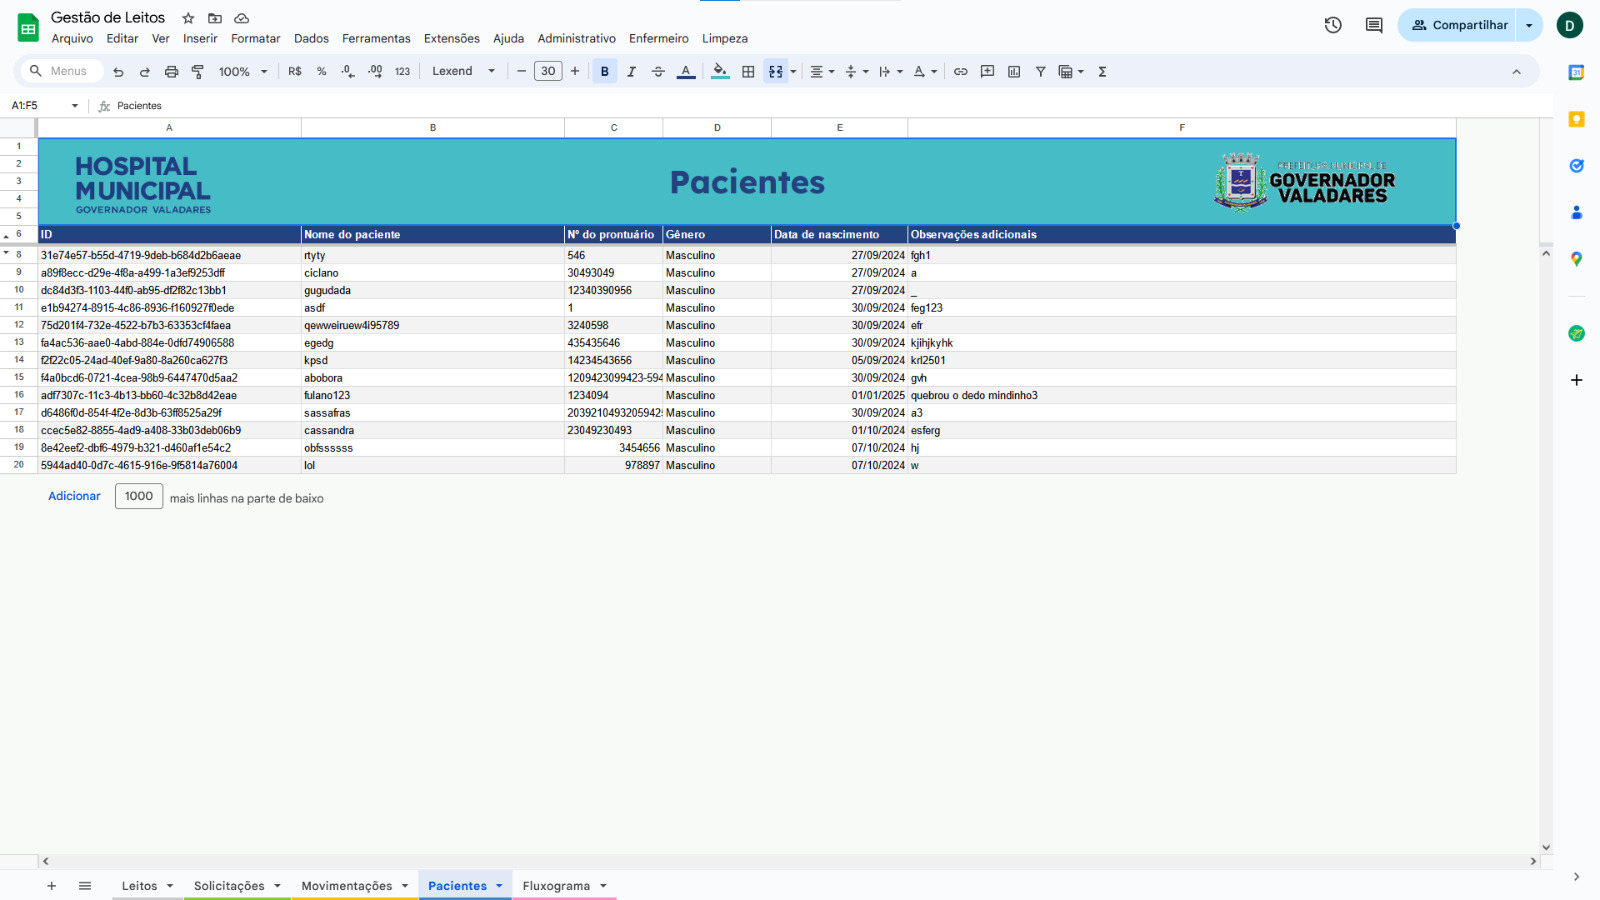 Gestão de Leitos
Arquivo Editar Ver Inserir Formatar Dados Ferramentas Extensões Ajuda Administrativo Enfermeiro Limpeza
Compartilhar
D
Menus 100% R$ % .0 .00 123 Lexend 30 B I A
A1:F5 fx Pacientes
A B C D E F
1
2
3
4
5
HOSPITAL
MUNICIPAL
GOVERNADOR VALADARES
Pacientes
PREFEITURA MUNICIPAL DE
GOVERNADOR
VALADARES
6 ID Nome do paciente Nº do prontuário Gênero Data de nascimento Observações adicionais
8 31e74e57-b55d-4719-9deb-b684d2b6aeae rtyty 546 Masculino 27/09/2024 fgh1
9 a89f8ecc-d29e-4f8a-a499-1a3ef9253dff ciclano 30493049 Masculino 27/09/2024 a
10 dc84d3f3-1103-44f0-ab95-df2f82c13bb1 gugudada 12340390956 Masculino 27/09/2024 _
11 e1b94274-8915-4c86-8936-f160927f0ede asdf 1 Masculino 30/09/2024 feg123
12 75d201f4-732e-4522-b7b3-63353cf4faea qewweiruew4i95789 3240598 Masculino 30/09/2024 efr
13 fa4ac536-aae0-4abd-884e-0dfd74906588 egedg 435435646 Masculino 30/09/2024 kjihjkyhk
14 f2f22c05-24ad-40ef-9a80-8a260ca627f3 kpsd 14234543656 Masculino 05/09/2024 krl2501
15 f4a0bcd6-0721-4cea-98b9-6447470d5aa2 abobora 1209423099423-594 Masculino 30/09/2024 gvh
16 adf7307c-11c3-4b13-bb60-4c32b8d42eae fulano123 1234094 Masculino 01/01/2025 quebrou o dedo mindinho3
17 d6486f0d-854f-4f2e-8d3b-63ff8525a29f sassafras 20392104932059425 Masculino 30/09/2024 a3
18 ccec5e82-8855-4ad9-a408-33b03deb06b9 cassandra 23049230493 Masculino 01/10/2024 esferg
19 8e42eef2-dbf6-4979-b321-d460af1e54c2 obfssssss 3454656 Masculino 07/10/2024 hj
20 5944ad40-0d7c-4615-916e-9f5814a76004 lol 978897 Masculino 07/10/2024 w
Adicionar 1000 mais linhas na parte de baixo
Leitos Solicitações Movimentações Pacientes Fluxograma